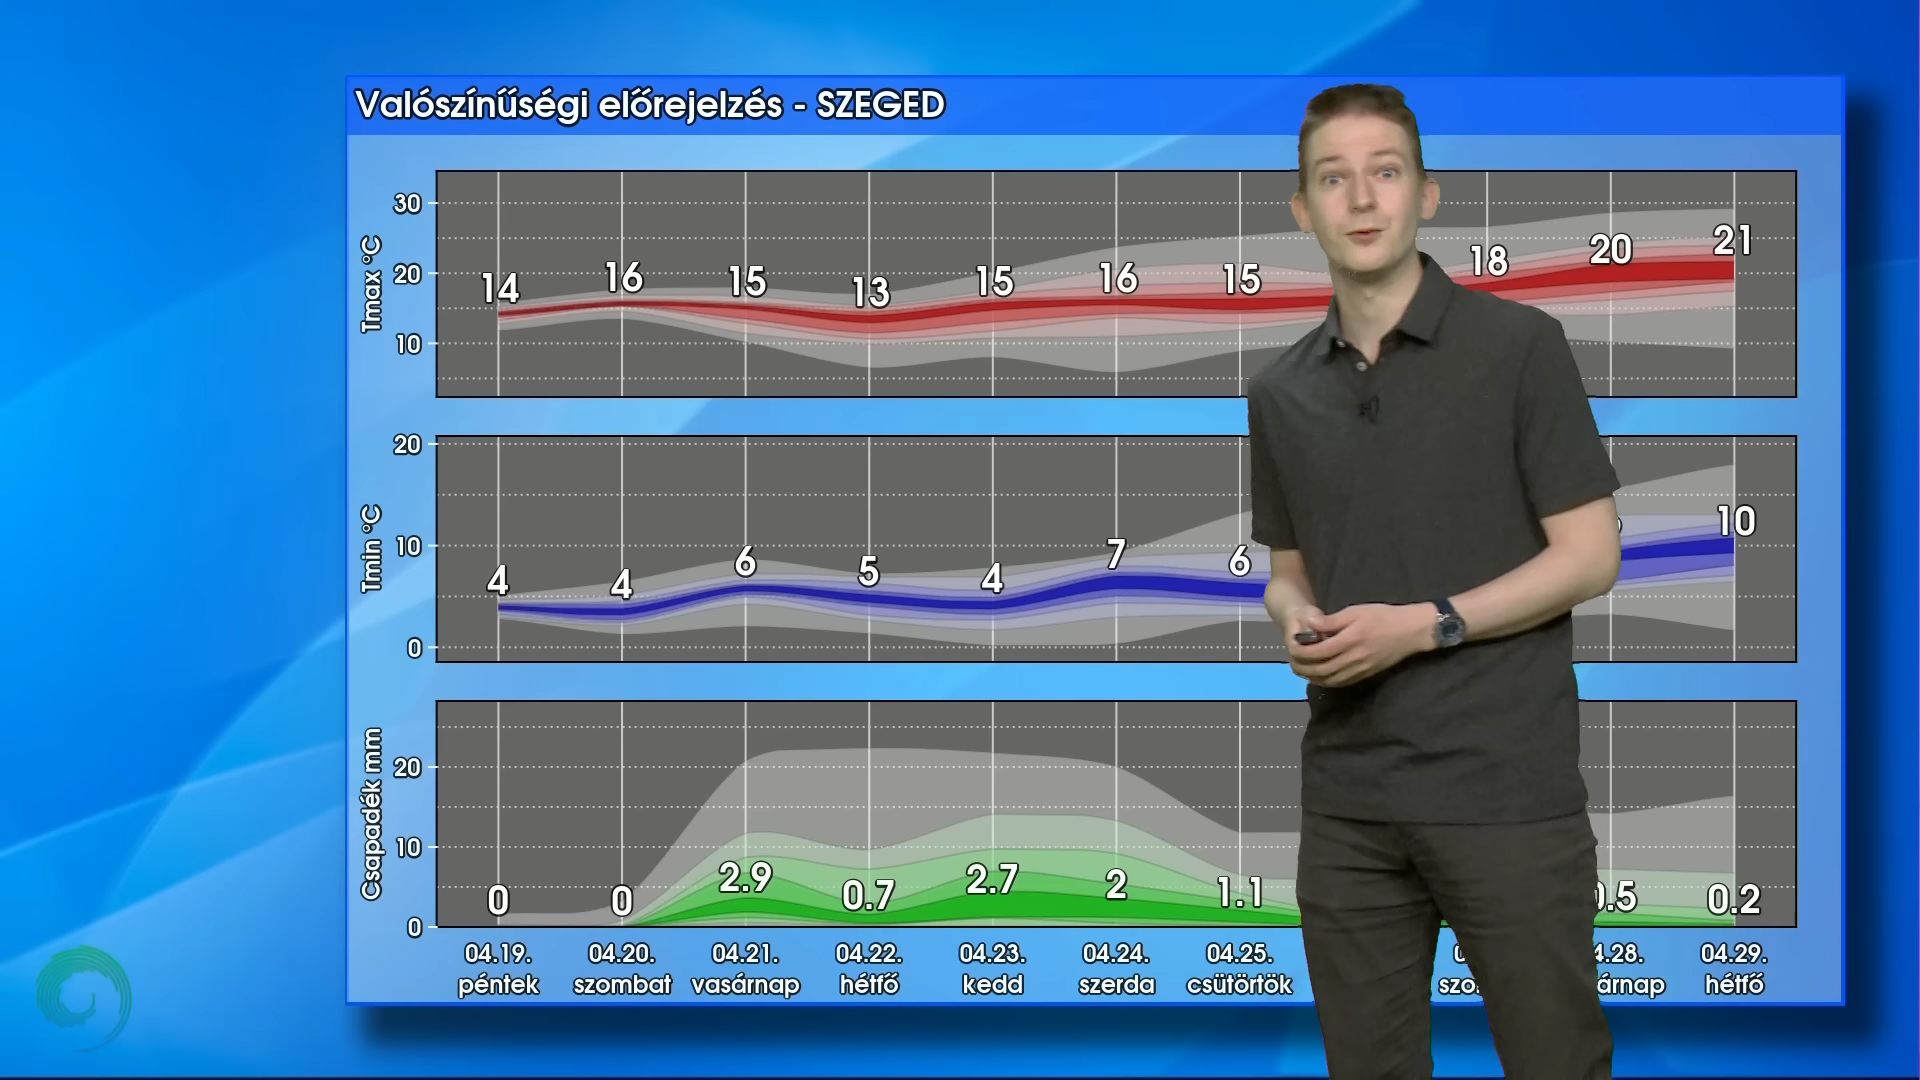 Valószínűségi előrejelzés - SZEGED
Tmax °C
30
20
10
14 16 15 13 15 16 15 18 20 21
Tmin °C
20
10
0
4 4 6 5 4 7 6 10
Csapadék mm
20
10
0
0 0 2.9 0.7 2.7 2 1.1 0.2
04.19. 04.20. 04.21. 04.22. 04.23. 04.24. 04.25. 04.29.
péntek szombat vasárnap hétfő kedd szerda csütörtök hétfő